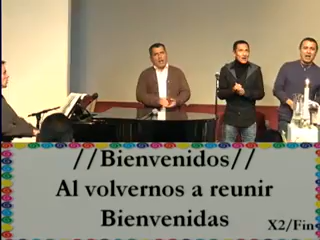 //Bienvenidos//
Al volvernos a reunir
Bienvenidas
X2/Fin